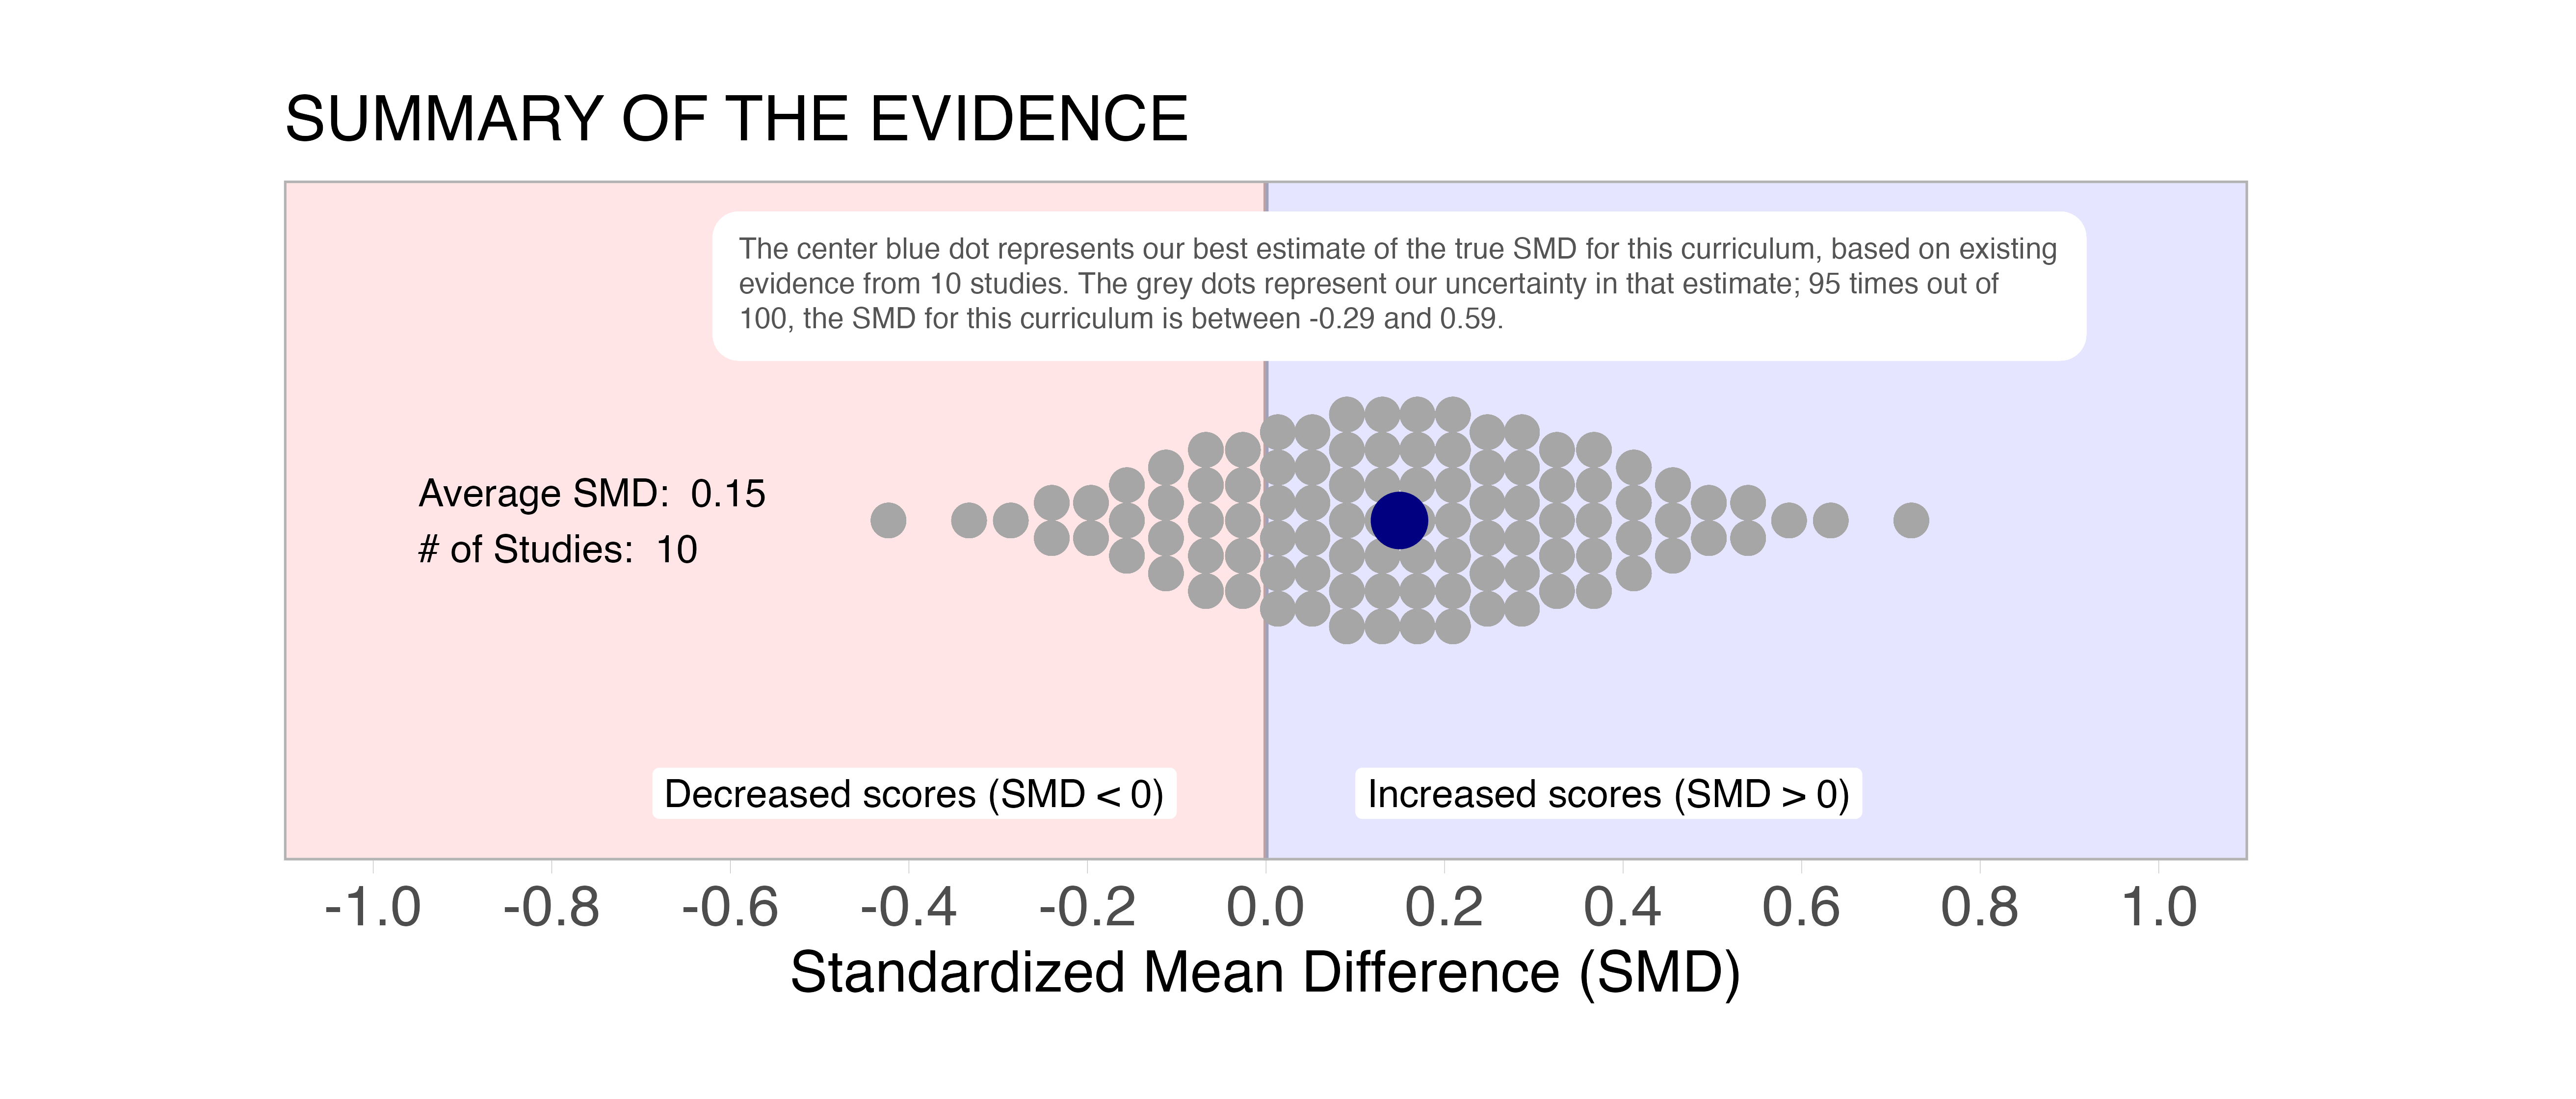 SUMMARY OF THE EVIDENCE
The center blue dot represents our best estimate of the true SMD for this curriculum, based on existing
evidence from 10 studies. The grey dots represent our uncertainty in that estimate; 95 times out of
100, the SMD for this curriculum is between -0.29 and 0.59.
Average SMD:  0.15
# of Studies:  10
Decreased scores (SMD < 0)
Increased scores (SMD > 0)
-1.0 -0.8 -0.6 -0.4 -0.2 0.0 0.2 0.4 0.6 0.8 1.0
Standardized Mean Difference (SMD)